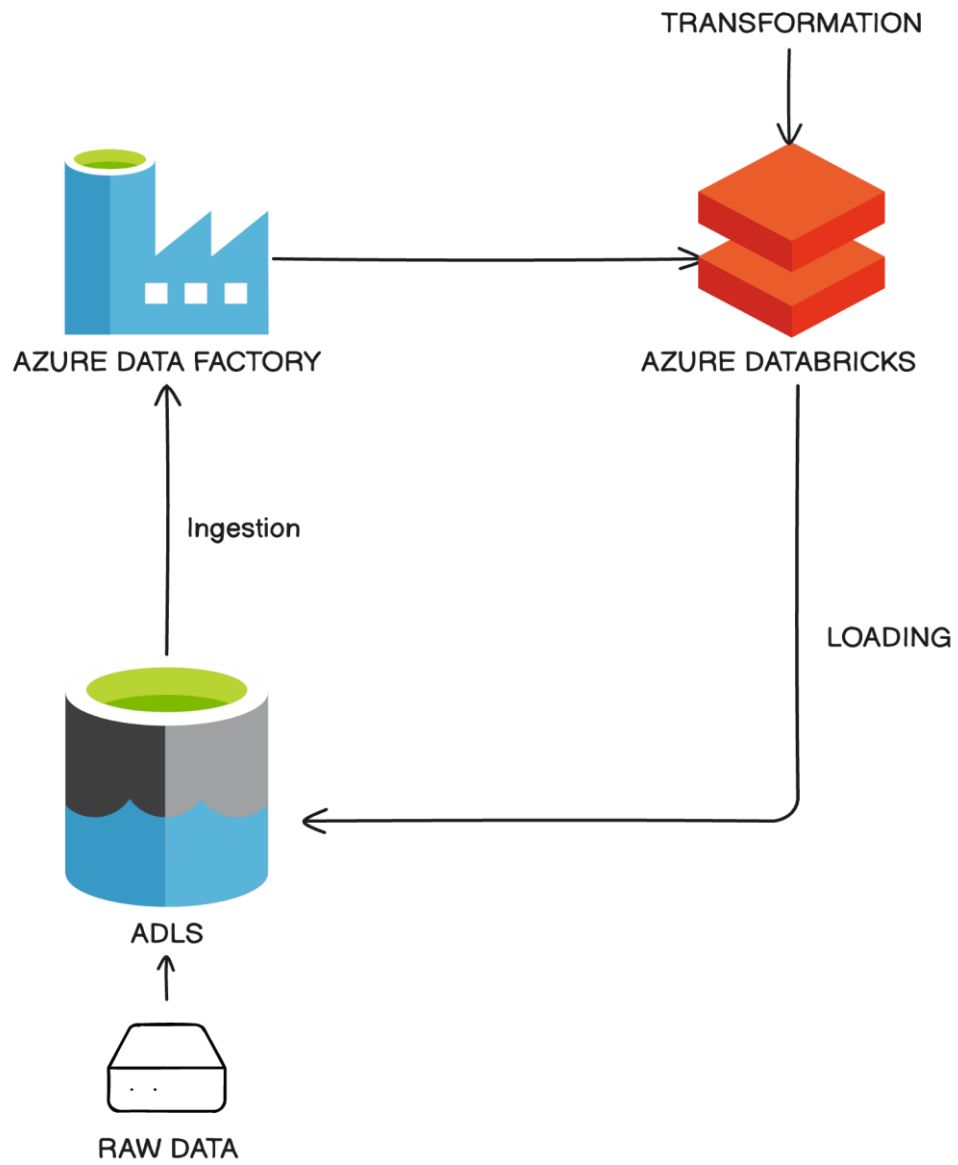 TRANSFORMATION
AZURE DATA FACTORY
AZURE DATABRICKS
Ingestion
LOADING
ADLS
RAW DATA